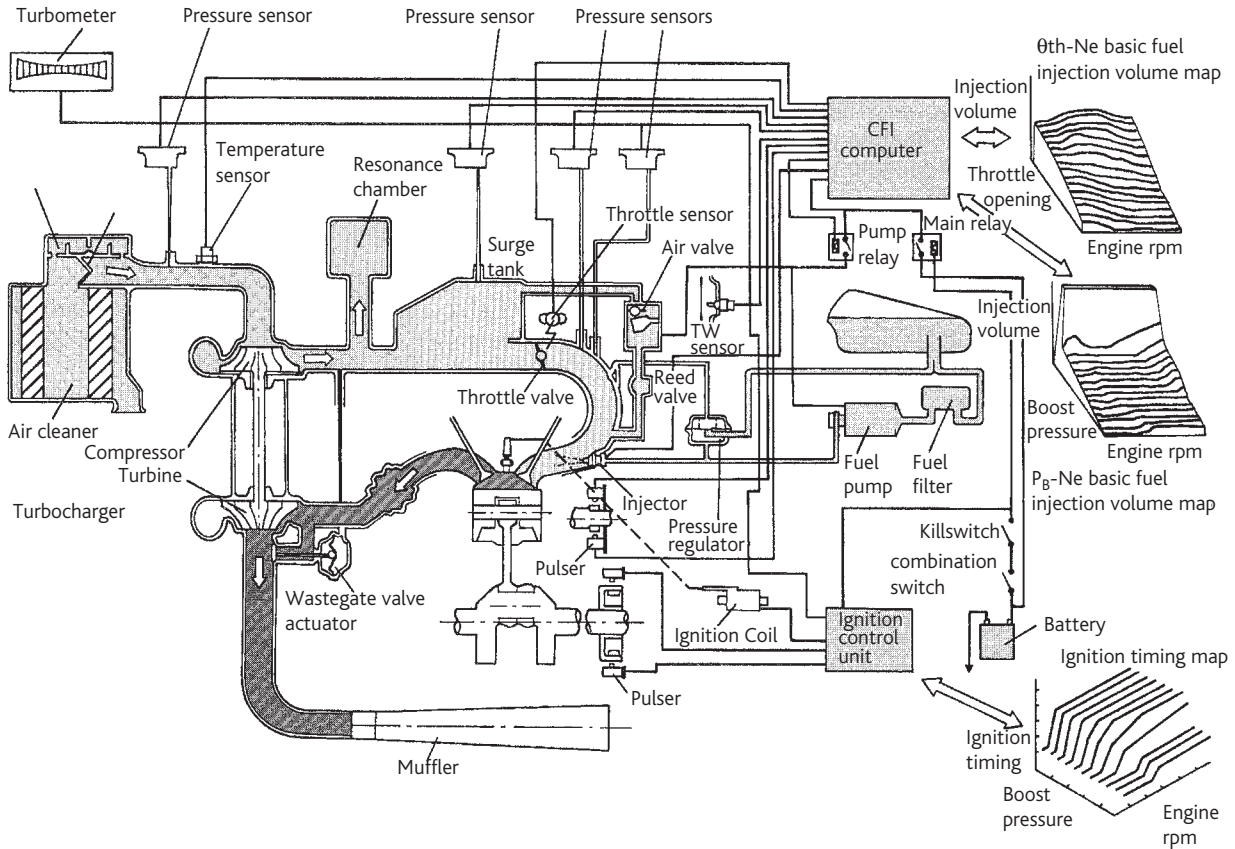 Turbometer
Pressure sensor
Pressure sensor
Pressure sensors
θth-Ne basic fuel
injection volume map
Injection
volume
CFI
computer
Temperature
sensor
Resonance
chamber
Throttle
opening
Throttle sensor
Air valve
Pump
relay
Main relay
Engine rpm
Surge
tank
TW
sensor
Injection
volume
Throttle valve
Reed
valve
Air cleaner
Boost
pressure
Engine rpm
Compressor
Turbine
Fuel
pump
Fuel
filter
PB-Ne basic fuel
injection volume map
Turbocharger
Injector
Pressure
regulator
Killswitch
combination
switch
Pulser
Wastegate valve
actuator
Ignition Coil
Ignition
control
unit
Battery
Ignition timing map
Pulser
Ignition
timing
Muffler
Boost
pressure
Engine
rpm